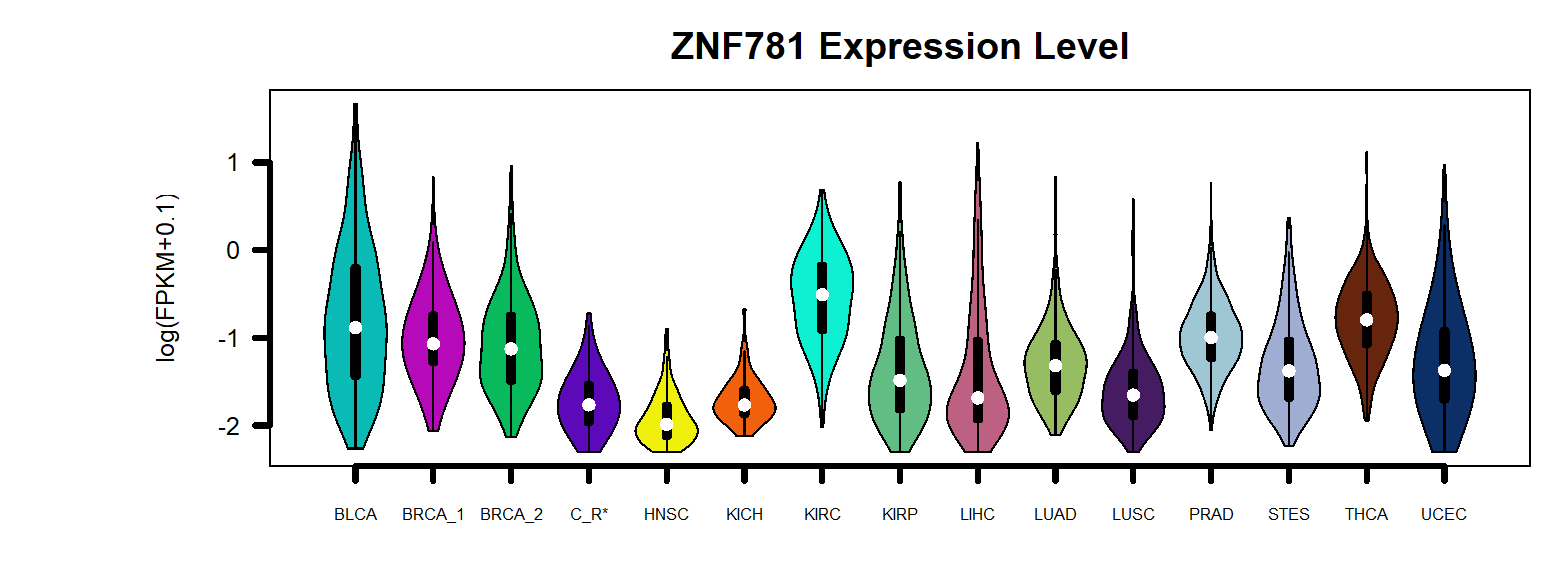 ZNF781 Expression Level
log(FPKM+0.1)
1
0
-1
-2
BLCA BRCA_1 BRCA_2 C_R* HNSC KICH KIRC KIRP LIHC LUAD LUSC PRAD STES THCA UCEC